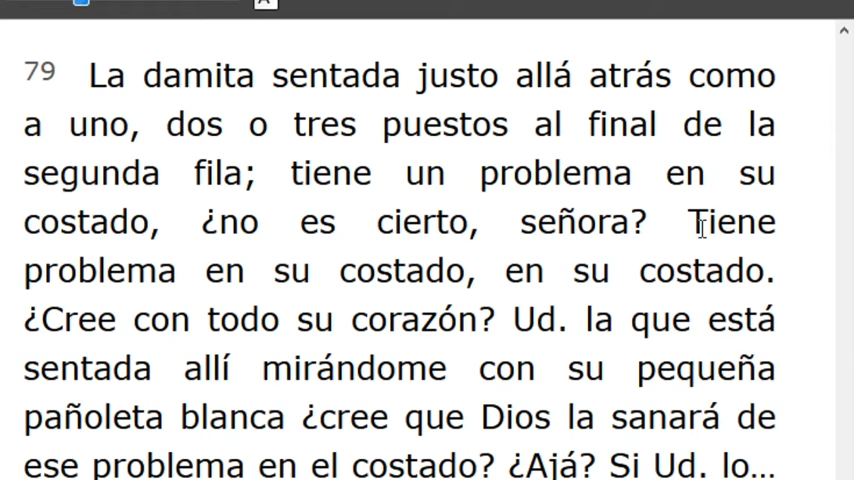 79 La damita sentada justo allá atrás como
a uno, dos o tres puestos al final de la
segunda fila; tiene un problema en su
costado, ¿no es cierto, señora? Tiene
problema en su costado, en su costado.
¿Cree con todo su corazón? Ud. la que está
sentada allí mirándome con su pequeña
pañoleta blanca ¿cree que Dios la sanará de
ese problema en el costado? ¿Ajá? Si Ud. lo...